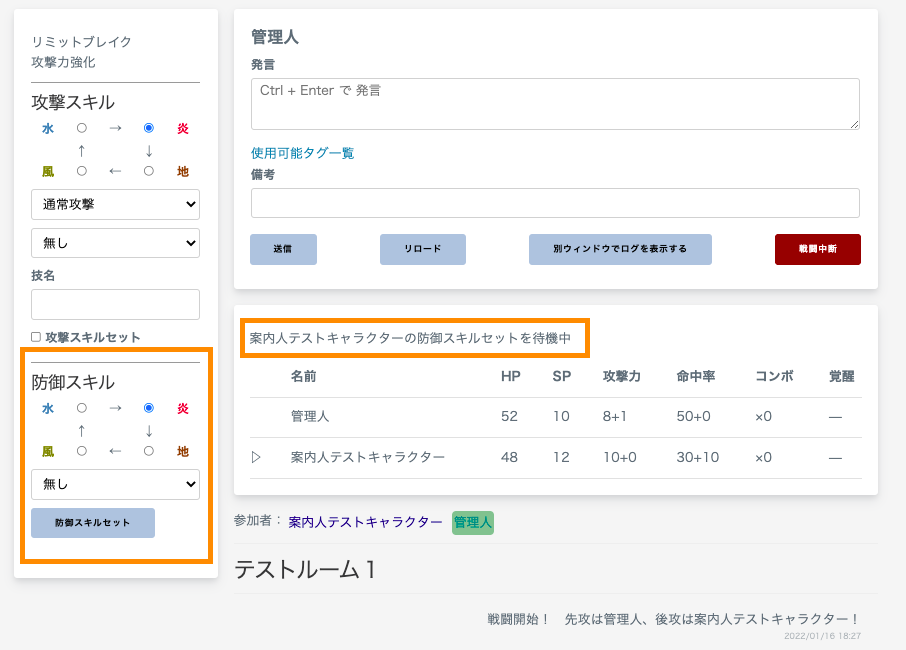 リミットブレイク
攻撃力強化
攻撃スキル
水 → 炎
↑ ↓
風 ← 地
通常攻撃
無し
技名
攻撃スキルセット
防御スキル
水 → 炎
↑ ↓
風 ← 地
無し
防御スキルセット
管理人
発言
Ctrl + Enter で 発言
使用可能タグ一覧
備考
送信 リロード 別ウィンドウでログを表示する 戦闘中断
案内人テストキャラクターの防御スキルセットを待機中
名前 HP SP 攻撃力 命中率 コンボ 覚醒
管理人 52 10 8+1 50+0 ×0 —
▷ 案内人テストキャラクター 48 12 10+0 30+10 ×0 —
参加者： 案内人テストキャラクター 管理人
テストルーム 1
戦闘開始！　先攻は管理人、後攻は案内人テストキャラクター！
2022/01/16 18:27